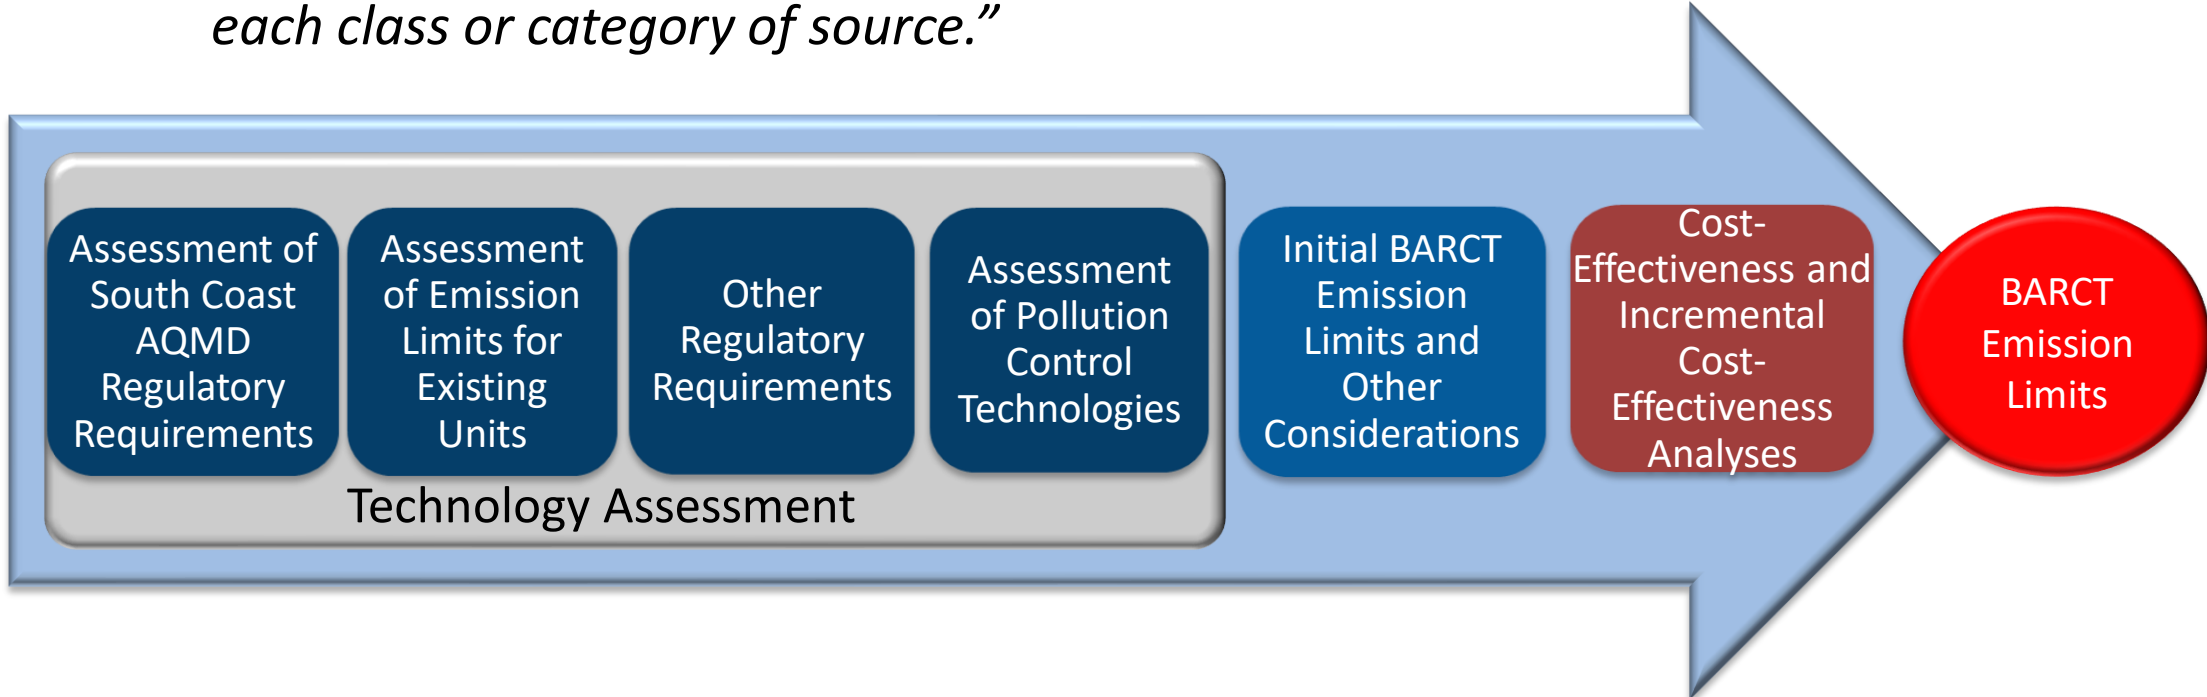 each class or category of source.”
Assessment of
South Coast
AQMD
Regulatory
Requirements
Assessment
of Emission
Limits for
Existing
Units
Other
Regulatory
Requirements
Assessment
of Pollution
Control
Technologies
Technology Assessment
Initial BARCT
Emission
Limits and
Other
Considerations
Cost-
Effectiveness and
Incremental
Cost-
Effectiveness
Analyses
BARCT
Emission
Limits